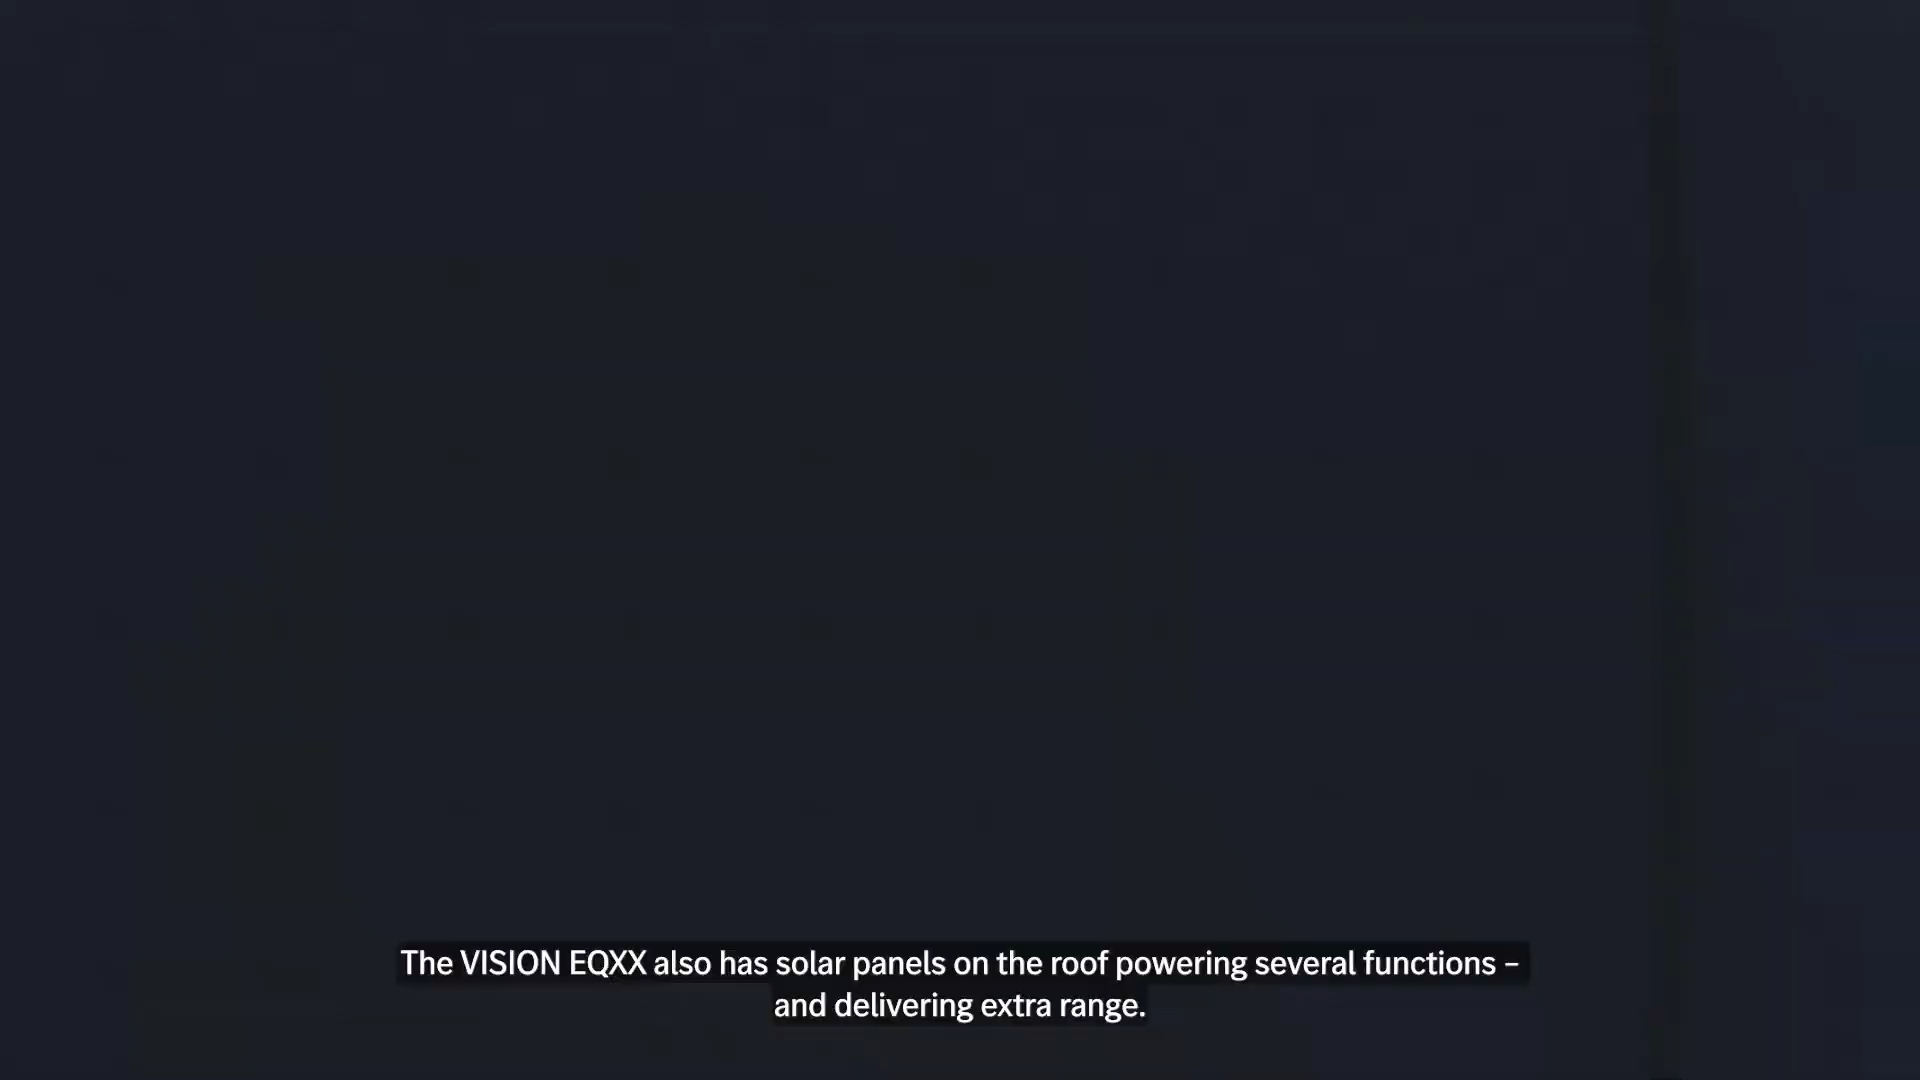 The VISION EQXX also has solar panels on the roof powering several functions –
and delivering extra range.